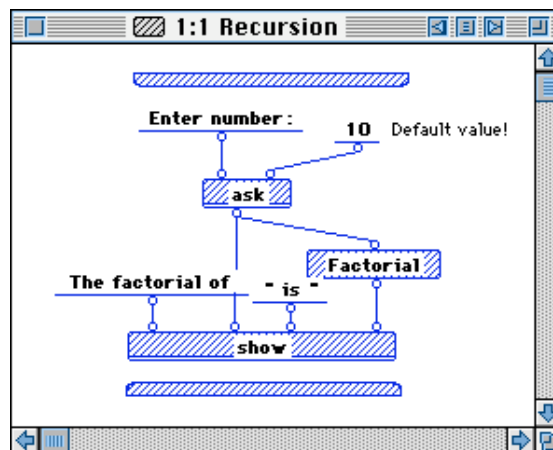 1:1 Recursion
Enter number:
10 Default value!
ask
Factorial
The factorial of
" is "
show